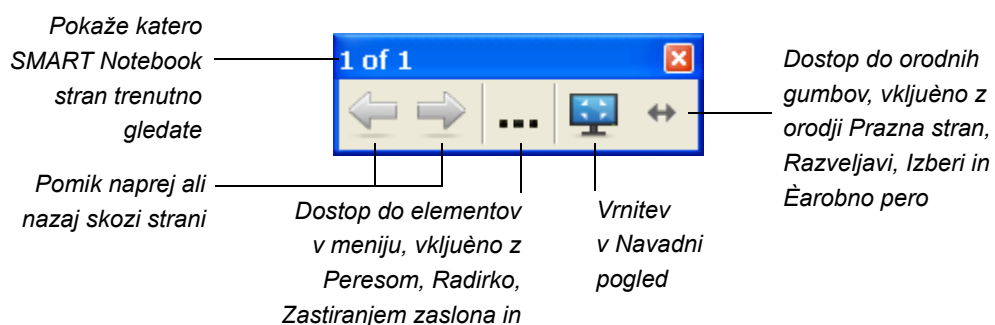 Pokaže katero
SMART Notebook
stran trenutno
gledate
1 of 1
Dostop do orodnih
gumbov, vkljuèno z
orodji Prazna stran,
Razveljavi, Izberi in
Èarobno pero
Pomik naprej ali
nazaj skozi strani
Dostop do elementov
v meniju, vkljuèno z
Peresom, Radirko,
Zastiranjem zaslona in
Vrnitev
v Navadni
pogled